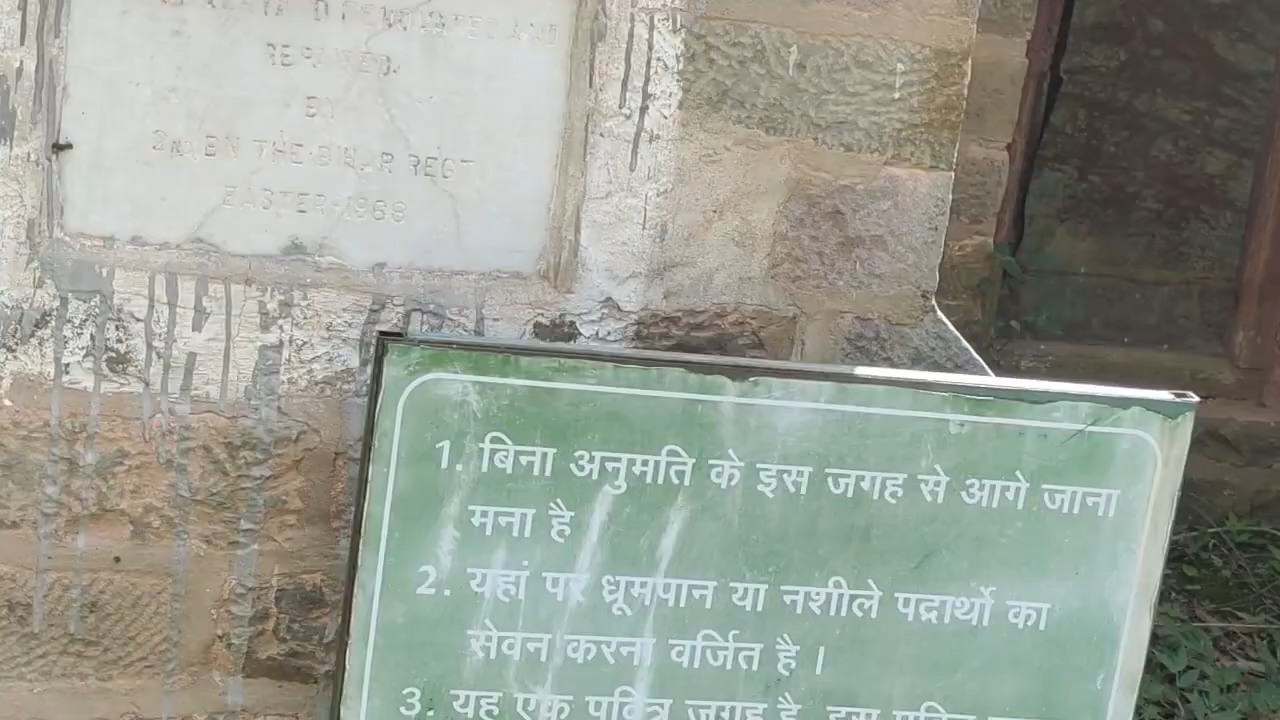 REPAIRED.
BY
2ND BN THE BIHAR REGT
EASTER 1968
1. बिना अनुमति के इस जगह से आगे जाना
मना है
2. यहां पर धूमपान या नशीले पदार्थो का
सेवन करना वर्जित है ।
3. यह एक पवित्र जगह है